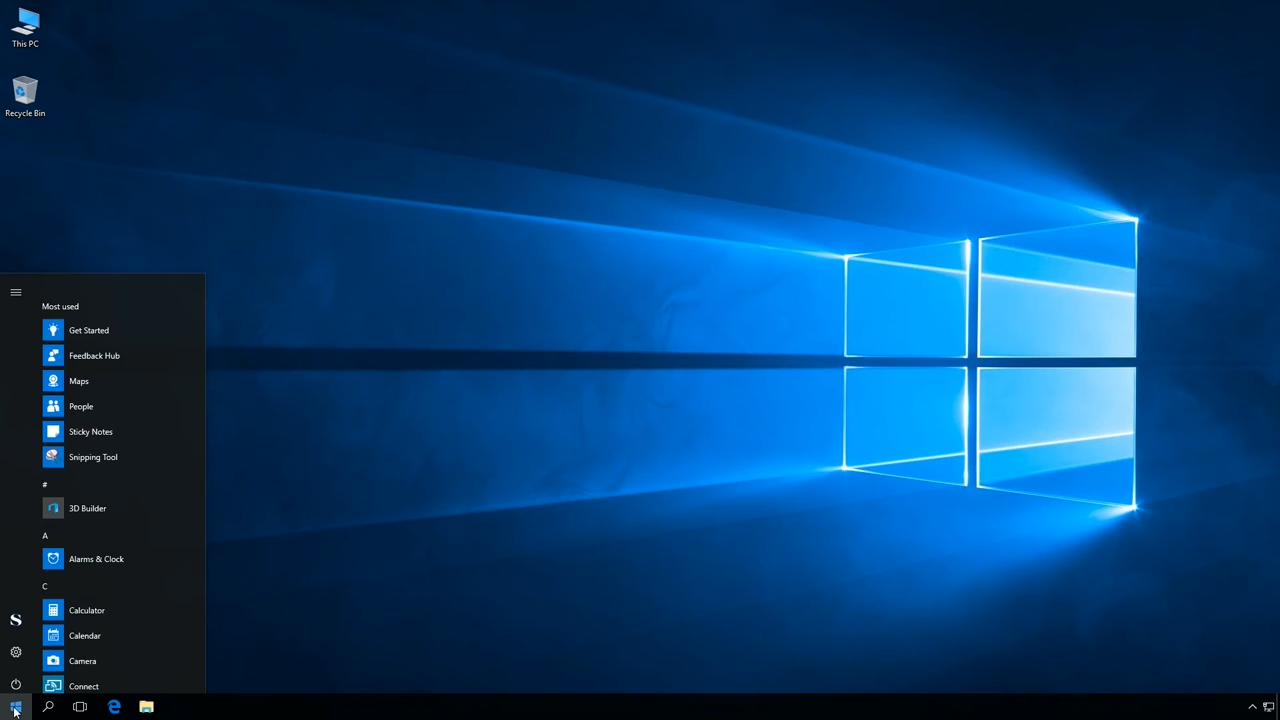 This PC
Recycle Bin
Most used
Get Started
Feedback Hub
Maps
People
Sticky Notes
Snipping Tool
#
3D Builder
A
Alarms & Clock
C
Calculator
Calendar
Camera
Connect